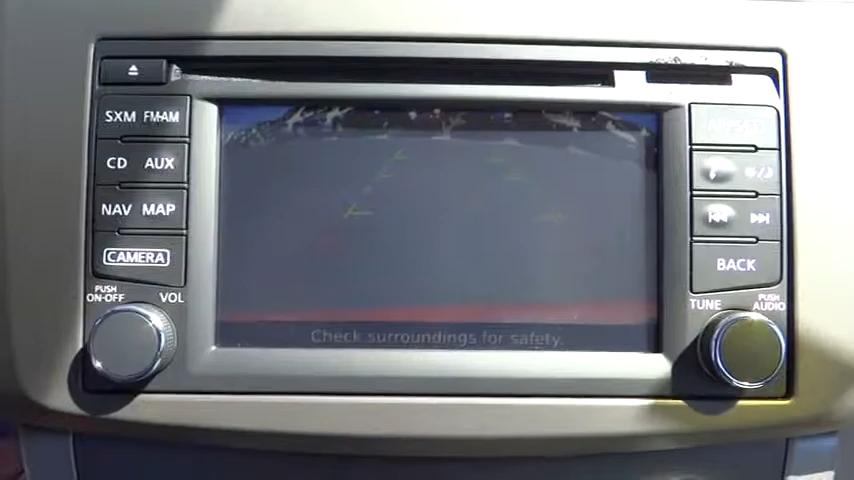 SXM FM·AM
CD AUX
NAV MAP
CAMERA
PUSH
ON·OFF
VOL
BACK
TUNE
PUSH
AUDIO
Check surroundings for safety.